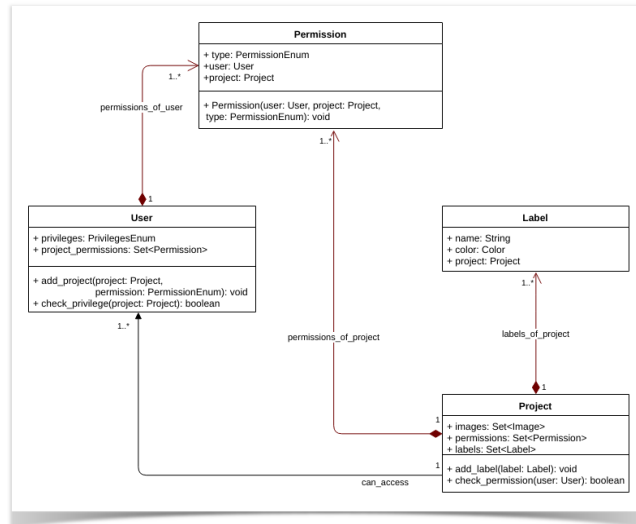 Permission
+ type: PermissionEnum
+user: User
+project: Project
+ Permission(user: User, project: Project,
type: PermissionEnum): void
1..*
permissions_of_user
1..*
1
User
+ privileges: PrivilegesEnum
+ project_permissions: Set<Permission>
+ add_project(project: Project,
permission: PermissionEnum): void
+ check_privilege(project: Project): boolean
Label
+ name: String
+ color: Color
+ project: Project
1..*
1..*
permissions_of_project
labels_of_project
1
Project
+ images: Set<Image>
+ permissions: Set<Permission>
+ labels: Set<Label>
+ add_label(label: Label): void
+ check_permission(user: User): boolean
1
1
can_access